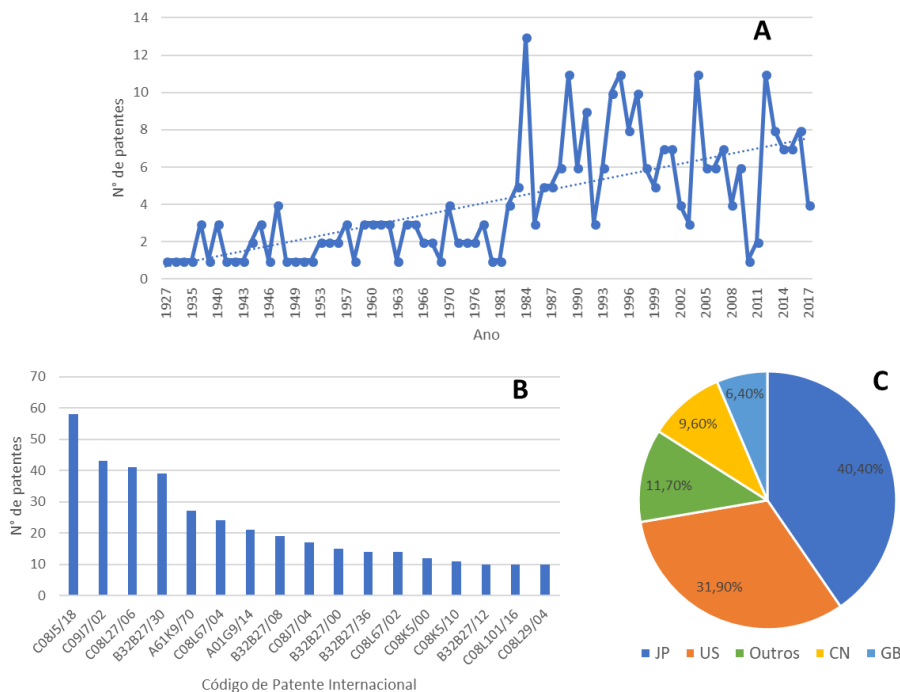 A
N° de patentes
14
12
10
8
6
4
2
0
1927
1935
1940
1943
1946
1949
1953
1957
1960
1963
1966
1970
1976
1981
1984
1987
1990
1993
1996
1999
2002
2005
2008
2011
2014
2017
Ano
B
N° de patentes
70
60
50
40
30
20
10
0
C08J5/18
C09J7/02
C08L27/06
B32B27/30
A61K9/70
C08L67/04
A01G9/14
B32B27/08
C08J7/04
B32B27/00
B32B27/36
C08L67/02
C08K5/00
C08K5/10
B32B27/12
C08L101/16
C08L29/04
Código de Patente Internacional
C
6,40%
9,60%
40,40%
11,70%
31,90%
JP US Outros CN GB